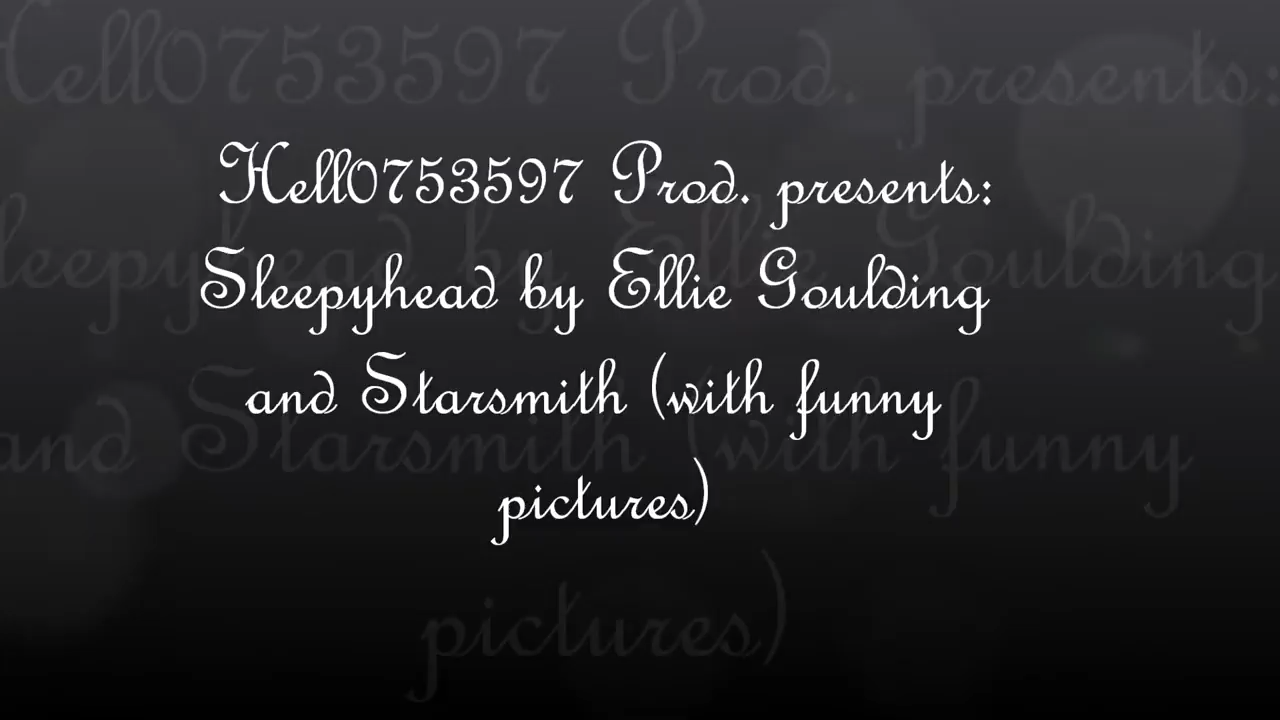 Hell0753597 Prod. presents:
Sleepyhead by Ellie Goulding
and Starsmith (with funny
pictures)